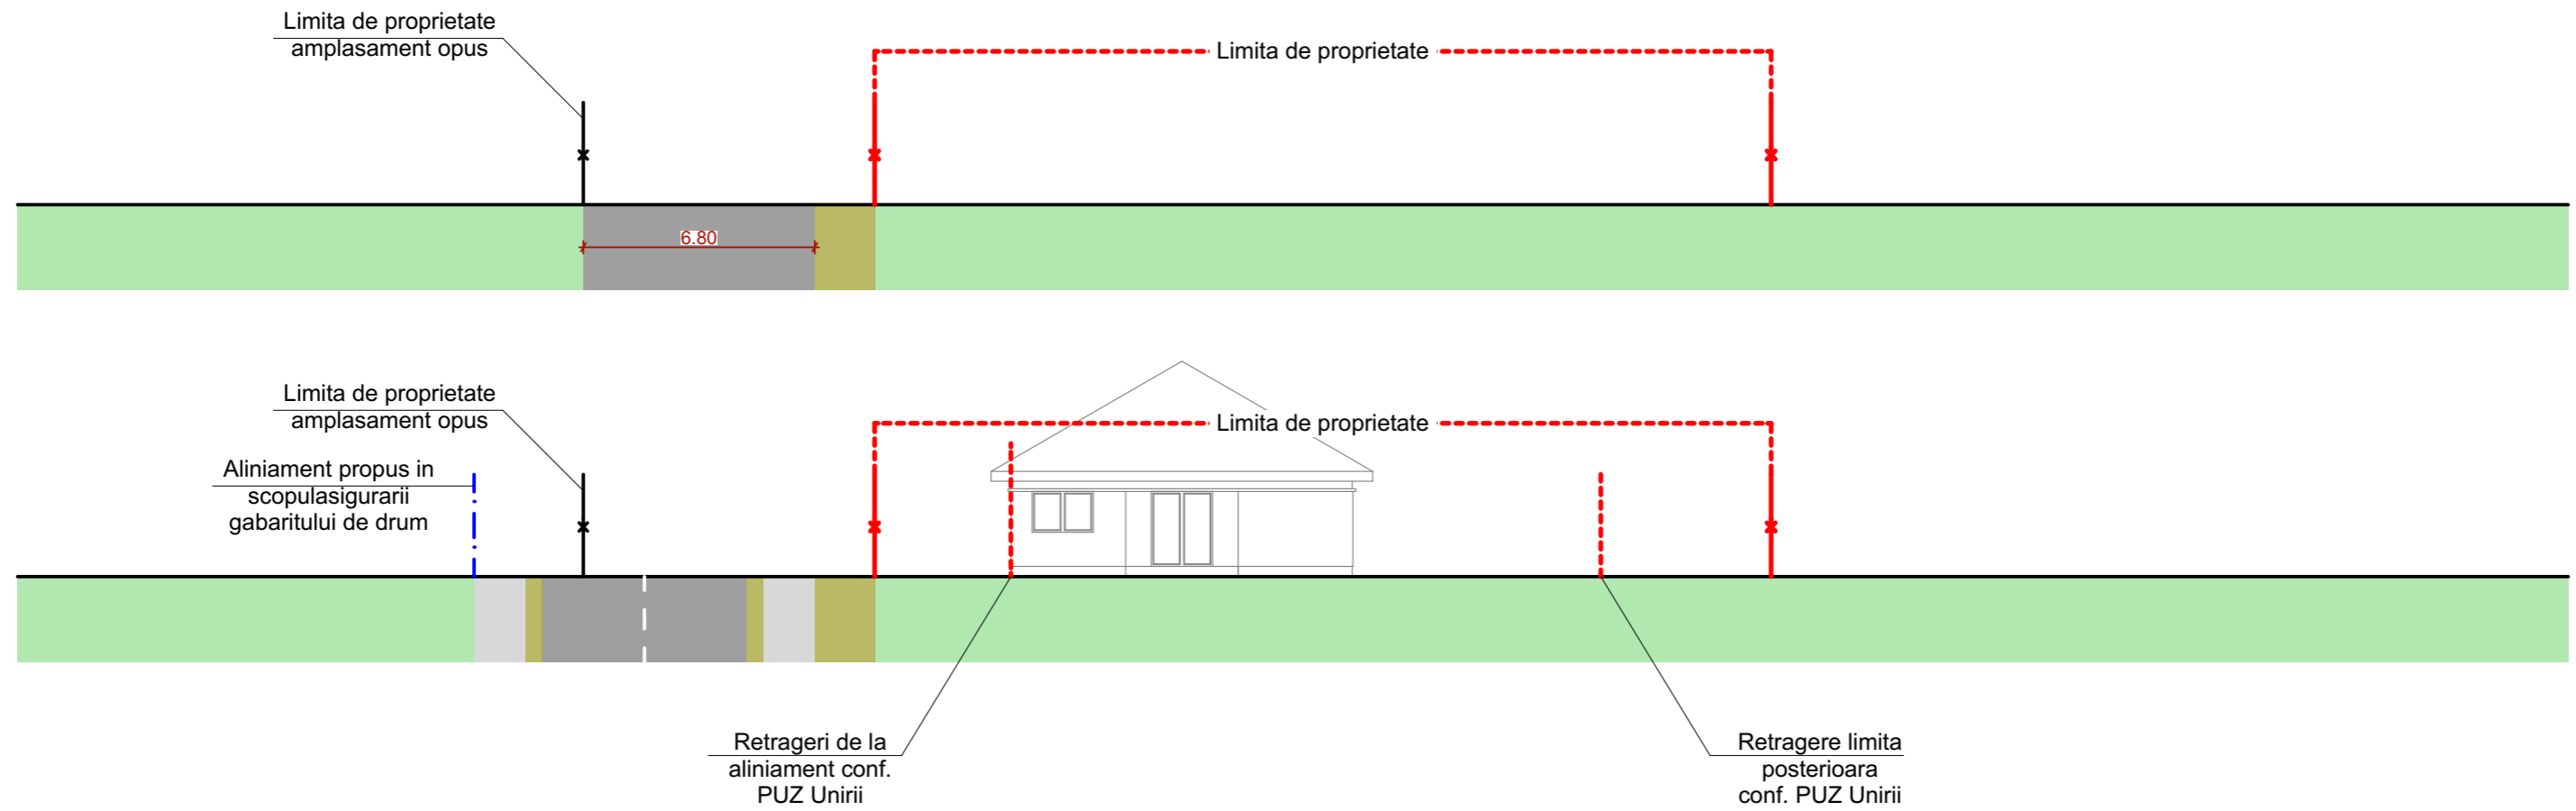 Limita de proprietate
amplasament opus
Limita de proprietate
6.80
Limita de proprietate
amplasament opus
Limita de proprietate
Aliniament propus in
scopulasigurarii
gabaritului de drum
Retrageri de la
aliniament conf.
PUZ Unirii
Retragere limita
posterioara
conf. PUZ Unirii